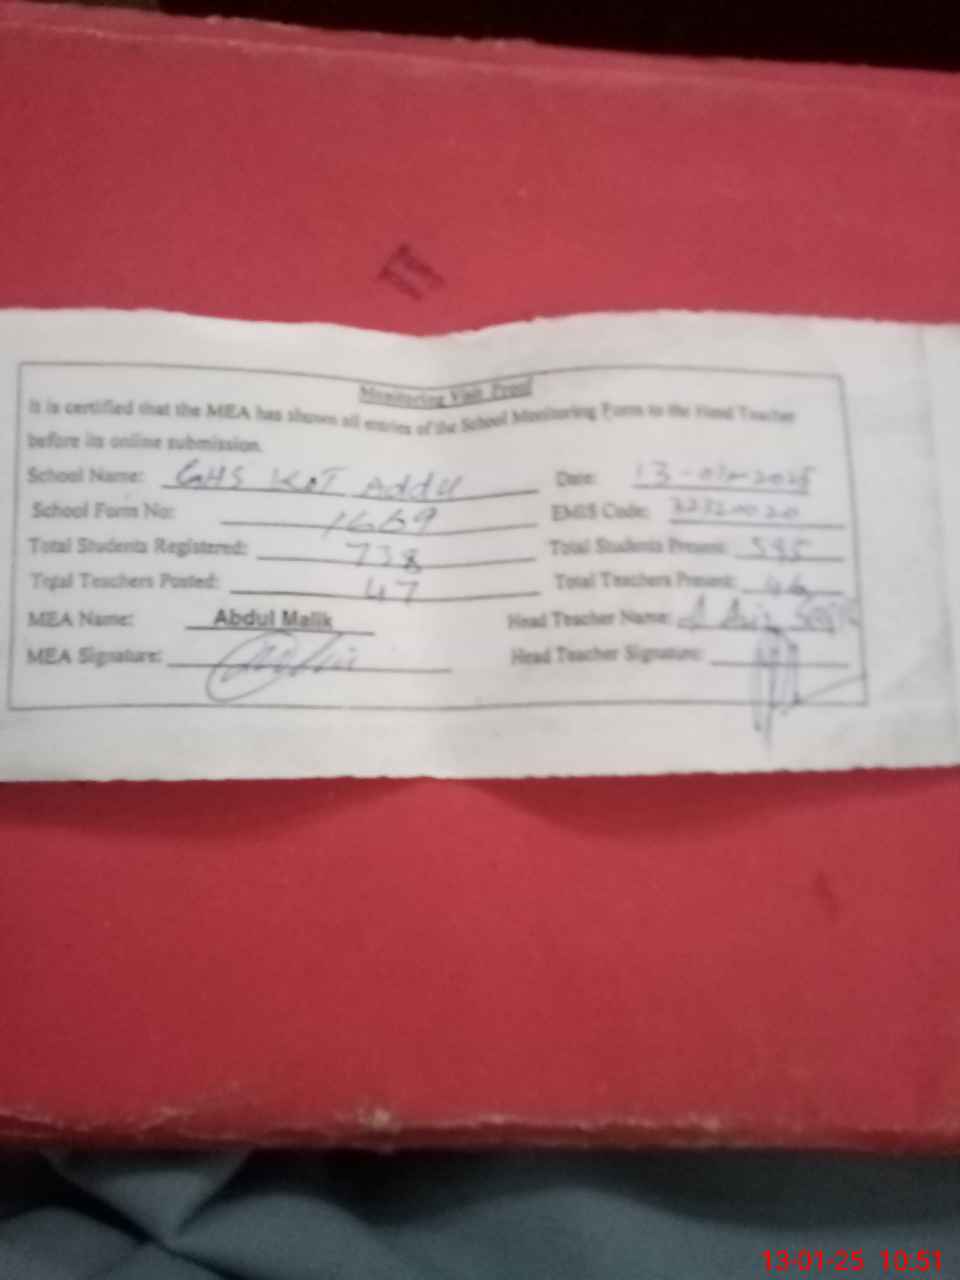 Monitoring Visit Proof
It is certified that the MEA has shown all entries of the School Monitoring Form to the Head Teacher
before its online submission.
School Name: GHS KOT Addu Date: 13-01-2025
School Form No: 1669 EMIS Code:
Total Students Registered: 738 Total Students Present: 595
Total Teachers Posted: 47 Total Teachers Present: 46
MEA Name: Abdul Malik Head Teacher Name:
MEA Signature: Head Teacher Signature:
13-01-25 10:51